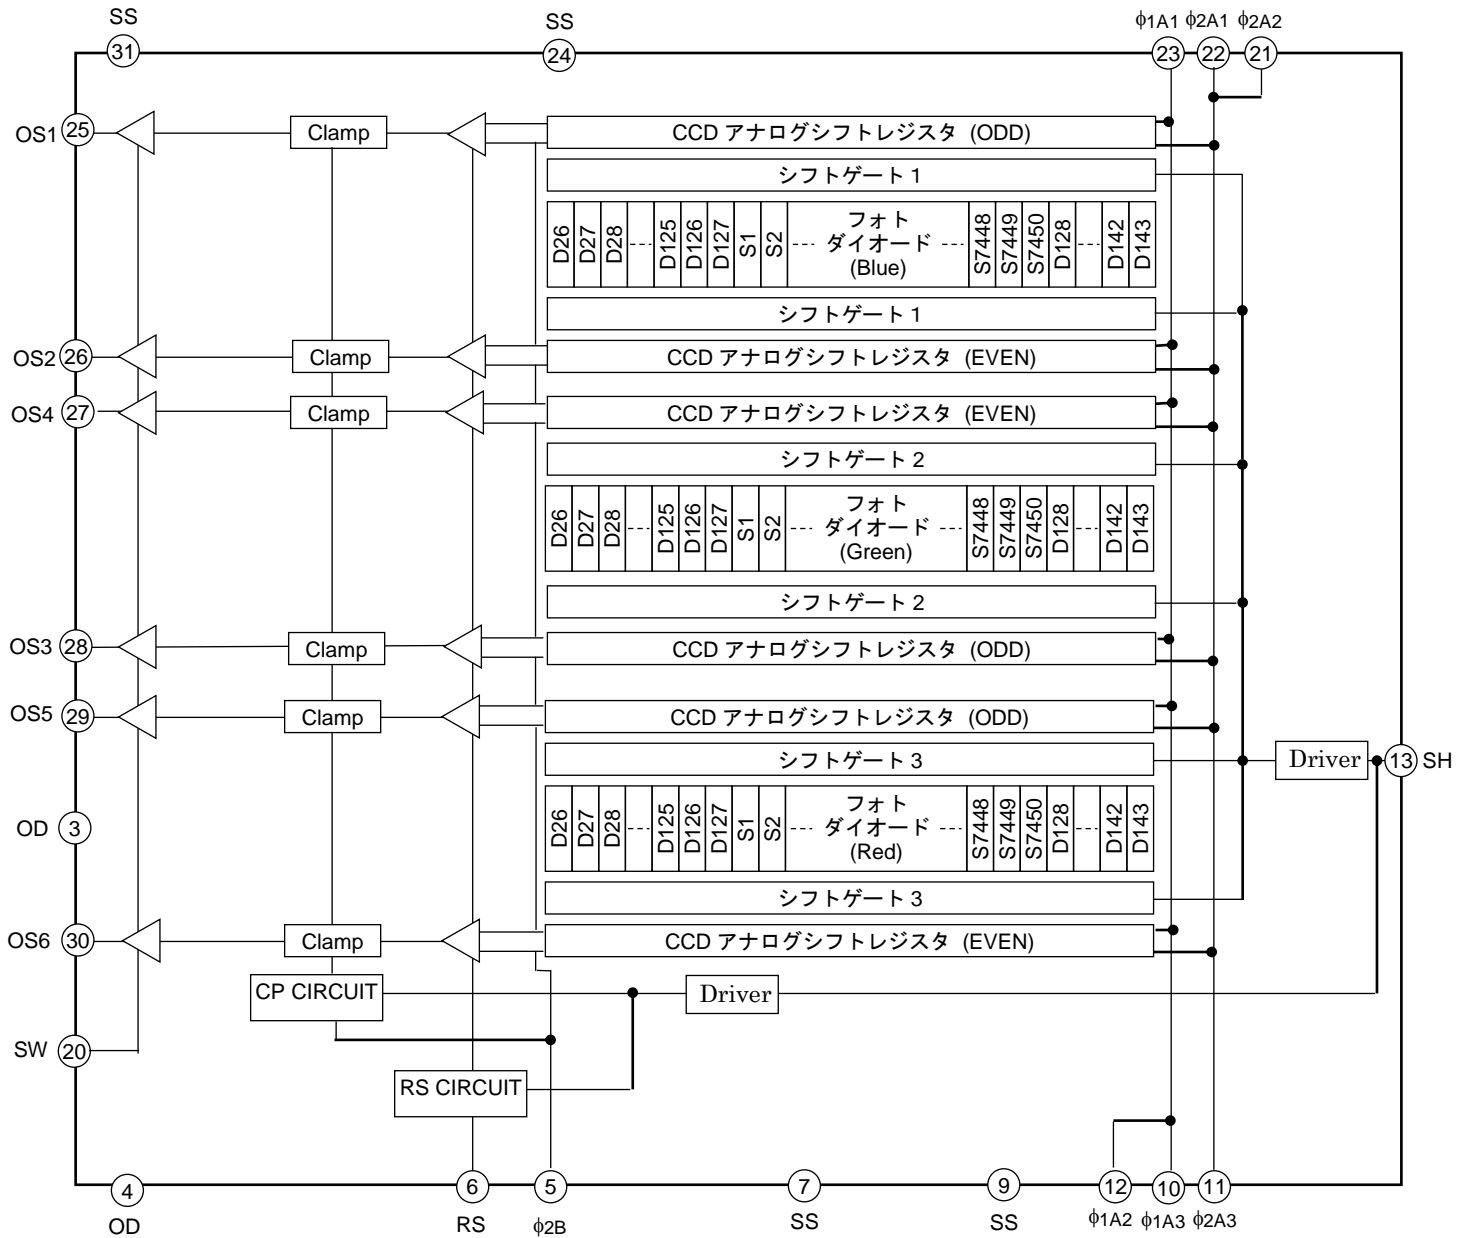 SS
SS
ϕ1A1 ϕ2A1 ϕ2A2
31
24
23
22
21
OS1
25
Clamp
CCD アナログシフトレジスタ (ODD)
シフトゲート 1
D26
D27
D28
D125
D126
D127
S1
S2
フォト
ダイオード
(Blue)
S7448
S7449
S7450
D128
D142
D143
シフトゲート 1
OS2
26
Clamp
CCD アナログシフトレジスタ (EVEN)
OS4
27
Clamp
CCD アナログシフトレジスタ (EVEN)
シフトゲート 2
D26
D27
D28
D125
D126
D127
S1
S2
フォト
ダイオード
(Green)
S7448
S7449
S7450
D128
D142
D143
シフトゲート 2
OS3
28
Clamp
CCD アナログシフトレジスタ (ODD)
OS5
29
Clamp
CCD アナログシフトレジスタ (ODD)
シフトゲート 3
Driver
13
SH
D26
D27
D28
D125
D126
D127
S1
S2
フォト
ダイオード
(Red)
S7448
S7449
S7450
D128
D142
D143
OD
3
シフトゲート 3
OS6
30
Clamp
CCD アナログシフトレジスタ (EVEN)
CP CIRCUIT
Driver
SW
20
RS CIRCUIT
4
6
5
7
9
12
10
11
OD
RS
ϕ2B
SS
SS
ϕ1A2 ϕ1A3 ϕ2A3